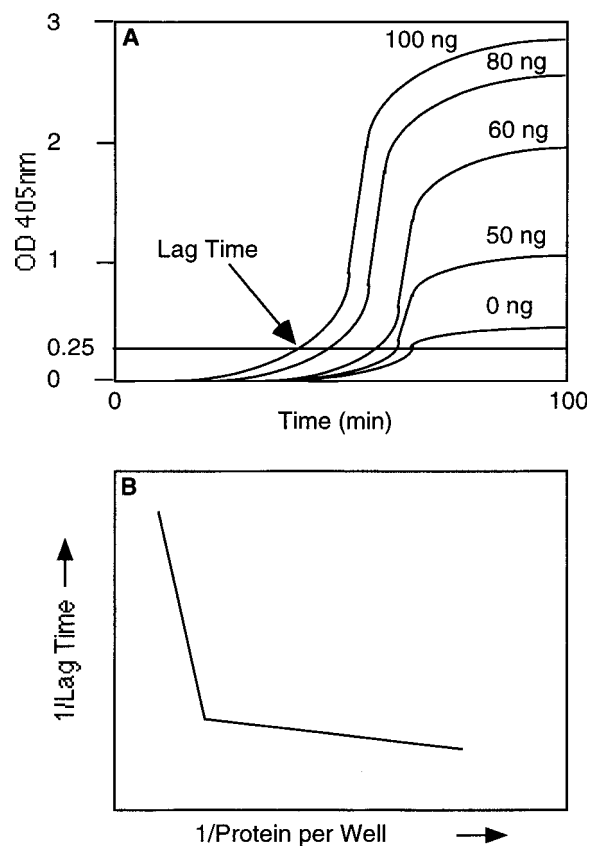 3
A
100 ng
80 ng
2
60 ng
OD 405nm
50 ng
1
Lag Time
0 ng
0.25
0
0
100
Time (min)
B
1/Lag Time
1/Protein per Well